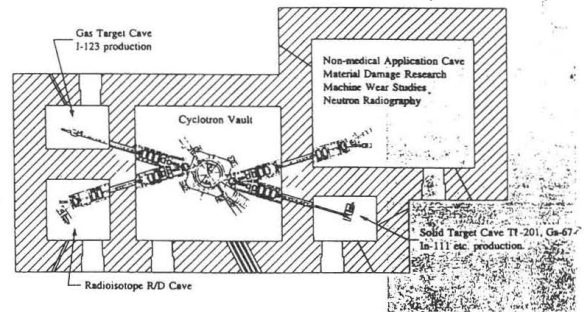 Gas Target Cave
I-123 production
Non-medical Application Cave
Material Damage Research
Machine Wear Studies
Neutron Radiography
Cyclotron Vault
Solid Target Cave Tl-201, Ga-67
In-111 etc. production.
Radioisotope R/D Cave